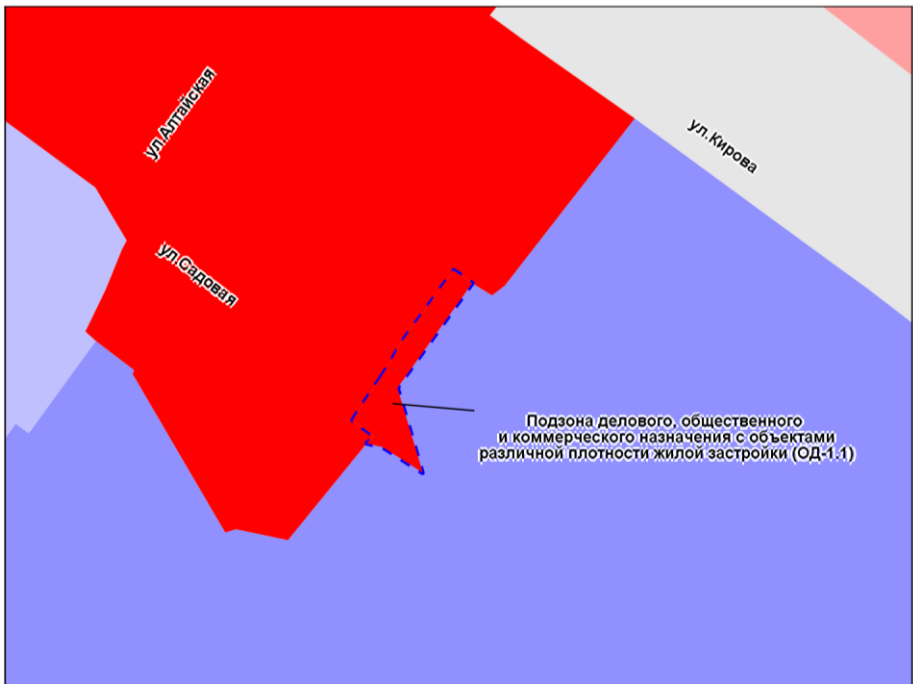 ул.Алтайская
ул.Кирова
ул.Садовая
Подзона делового, общественного
и коммерческого назначения с объектами
различной плотности жилой застройки (ОД-1.1)